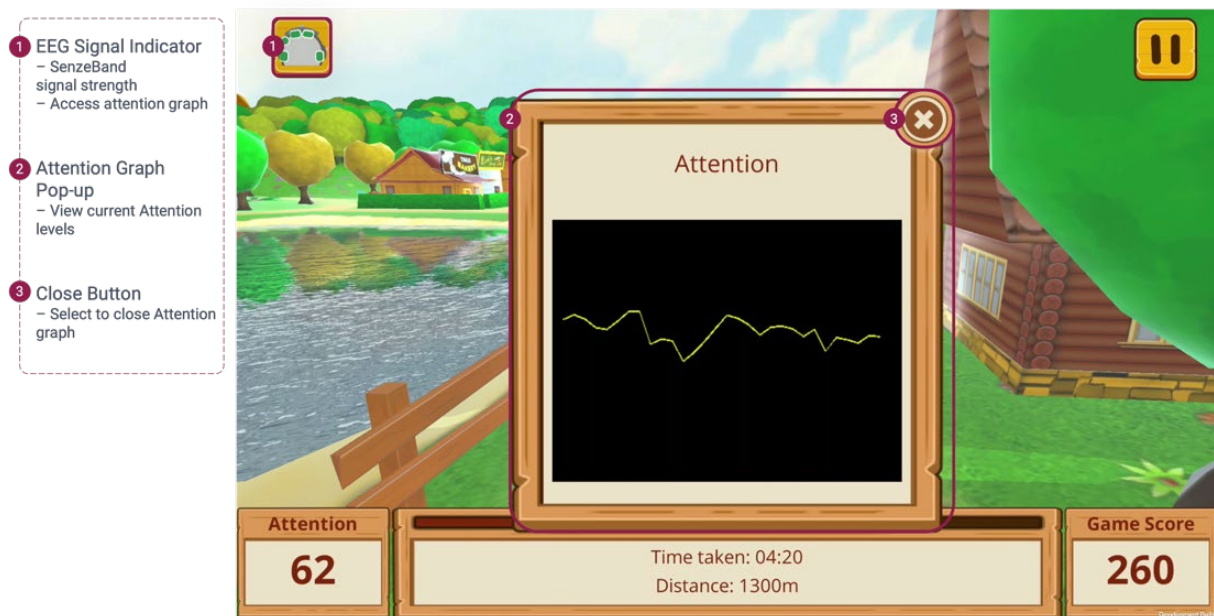 1 EEG Signal Indicator
– SenzeBand
signal strength
– Access attention graph
2 Attention Graph
Pop-up
– View current Attention
levels
3 Close Button
– Select to close Attention
graph
1
2
3
Attention
Attention
62
Time taken: 04:20
Distance: 1300m
Game Score
260